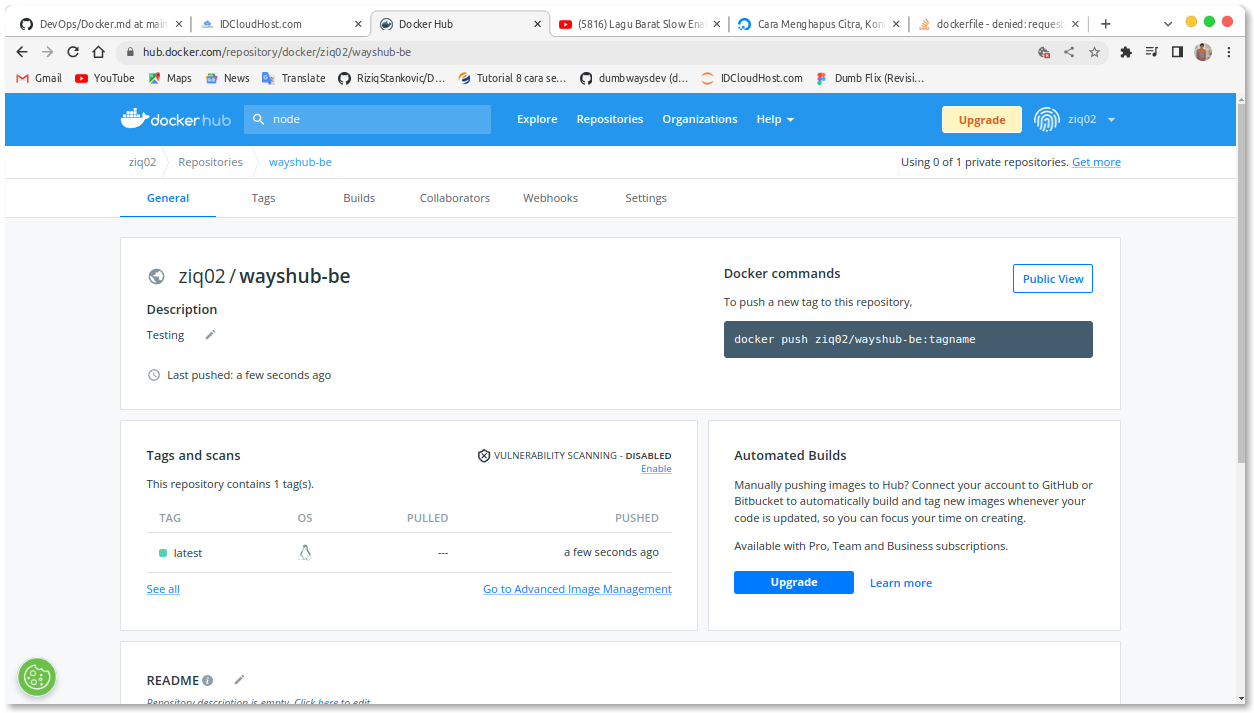 DevOps/Docker.md at main
IDCloudHost.com
Docker Hub
(5816) Lagu Barat Slow Ena
Cara Menghapus Citra, Kon
dockerfile - denied: request
hub.docker.com/repository/docker/ziq02/wayshub-be
Gmail
YouTube
Maps
News
Translate
RiziqStankovic/D...
Tutorial 8 cara se...
dumbwaysdev (d...
IDCloudHost.com
Dumb Flix (Revisi...
docker hub
node
Explore
Repositories
Organizations
Help
Upgrade
ziq02
ziq02
Repositories
wayshub-be
Using 0 of 1 private repositories. Get more
General
Tags
Builds
Collaborators
Webhooks
Settings
ziq02 / wayshub-be
Description
Testing
Last pushed: a few seconds ago
Docker commands
Public View
To push a new tag to this repository,
docker push ziq02/wayshub-be:tagname
Tags and scans
VULNERABILITY SCANNING - DISABLED
Enable
This repository contains 1 tag(s).
TAG OS PULLED PUSHED
latest --- a few seconds ago
See all
Go to Advanced Image Management
Automated Builds
Manually pushing images to Hub? Connect your account to GitHub or
Bitbucket to automatically build and tag new images whenever your
code is updated, so you can focus your time on creating.
Available with Pro, Team and Business subscriptions.
Upgrade
Learn more
README
Repository description is empty. Click here to edit.